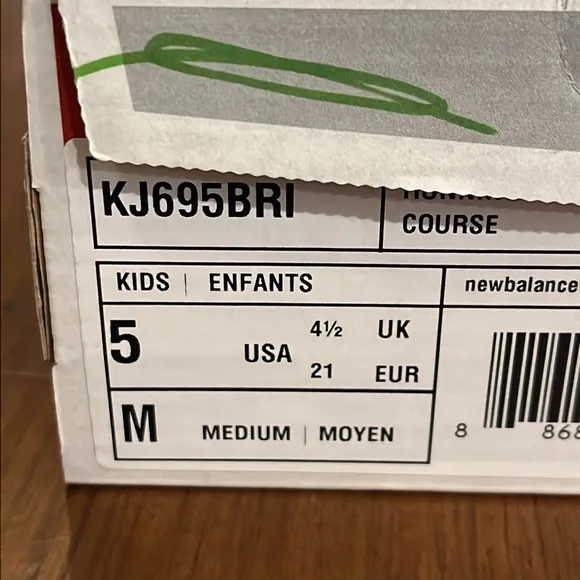 KJ695BRI
COURSE
KIDS | ENFANTS
newbalance.
5 USA 4½ UK
21 EUR
M MEDIUM | MOYEN
8 868